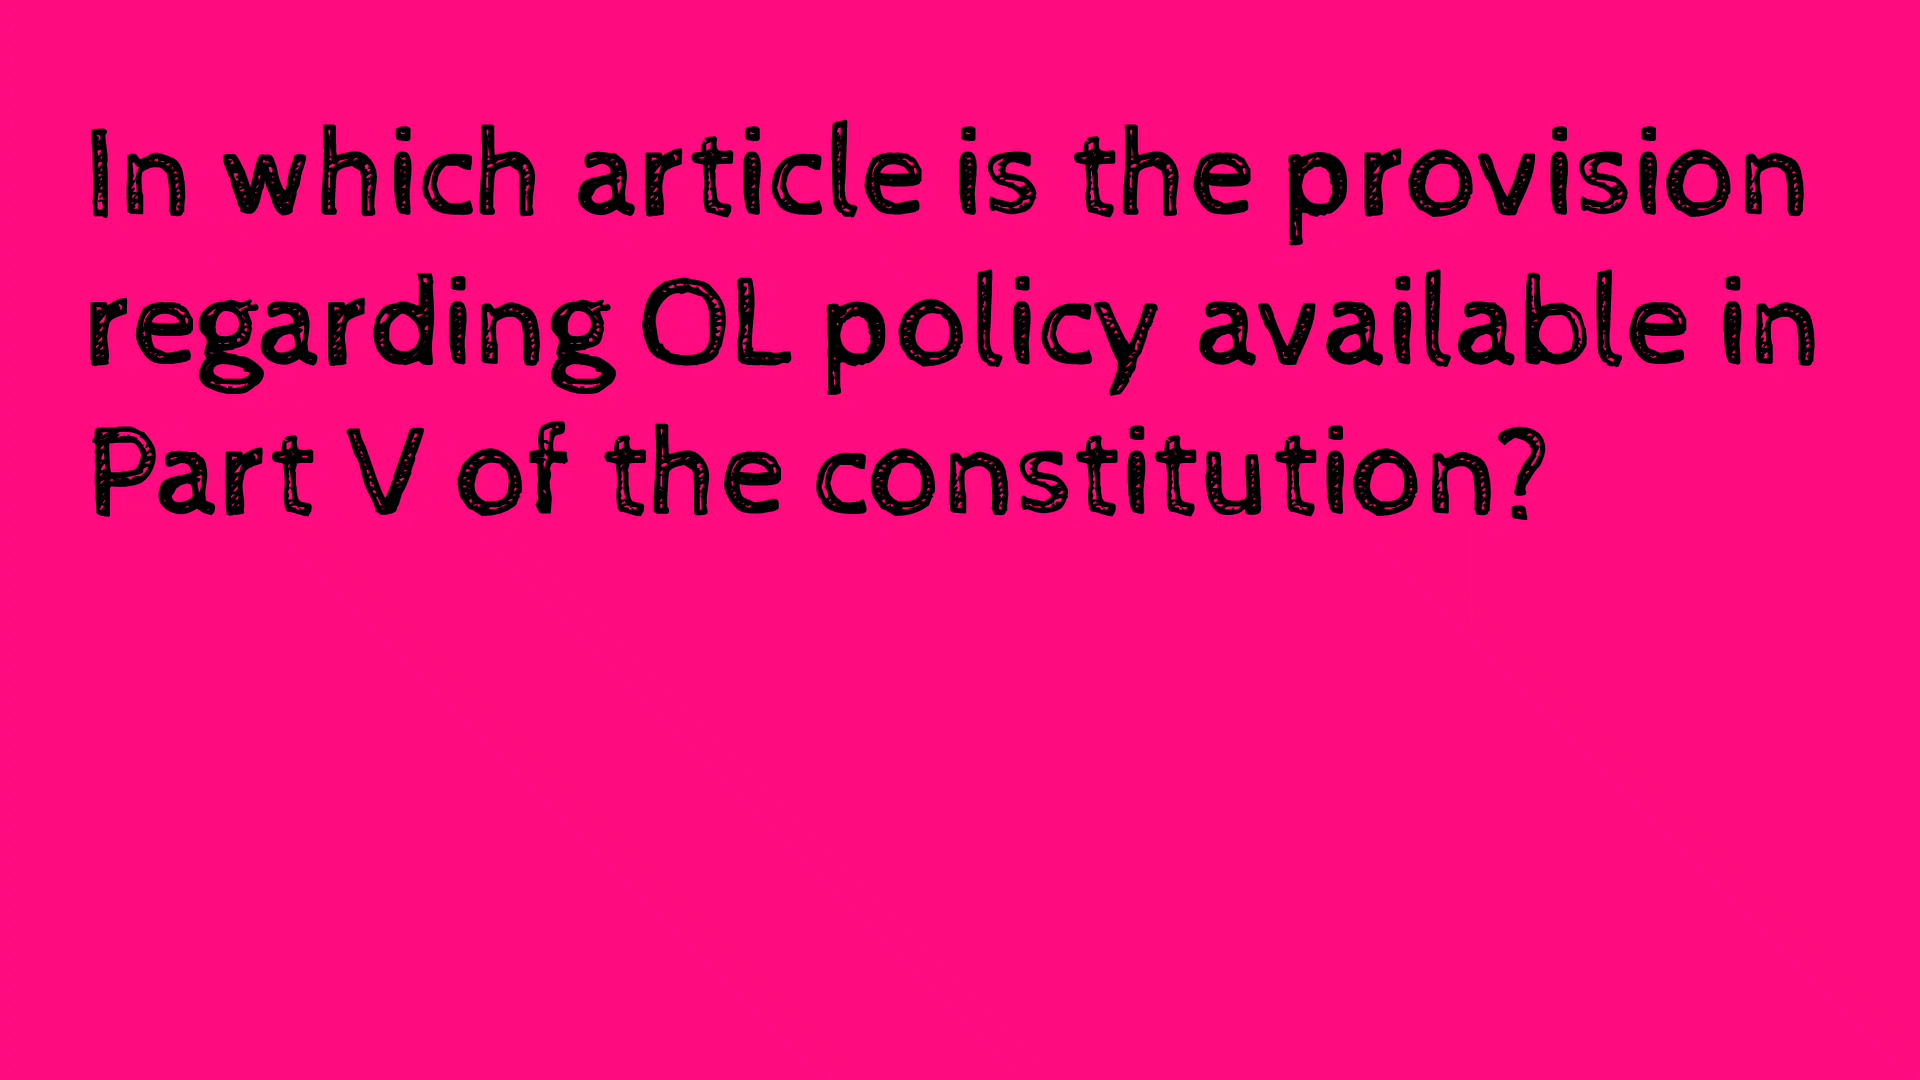 In which article is the provision
regarding OL policy available in
Part V of the constitution?